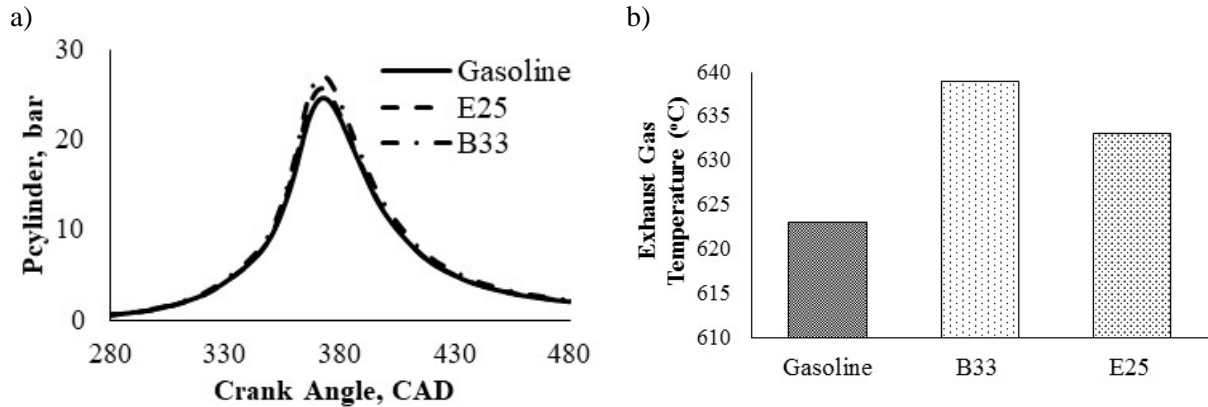 a)
Pcylinder, bar
30
20
10
0
280 330 380 430 480
Crank Angle, CAD
Gasoline
E25
B33
b)
Exhaust Gas
Temperature (°C)
640
635
630
625
620
615
610
Gasoline B33 E25